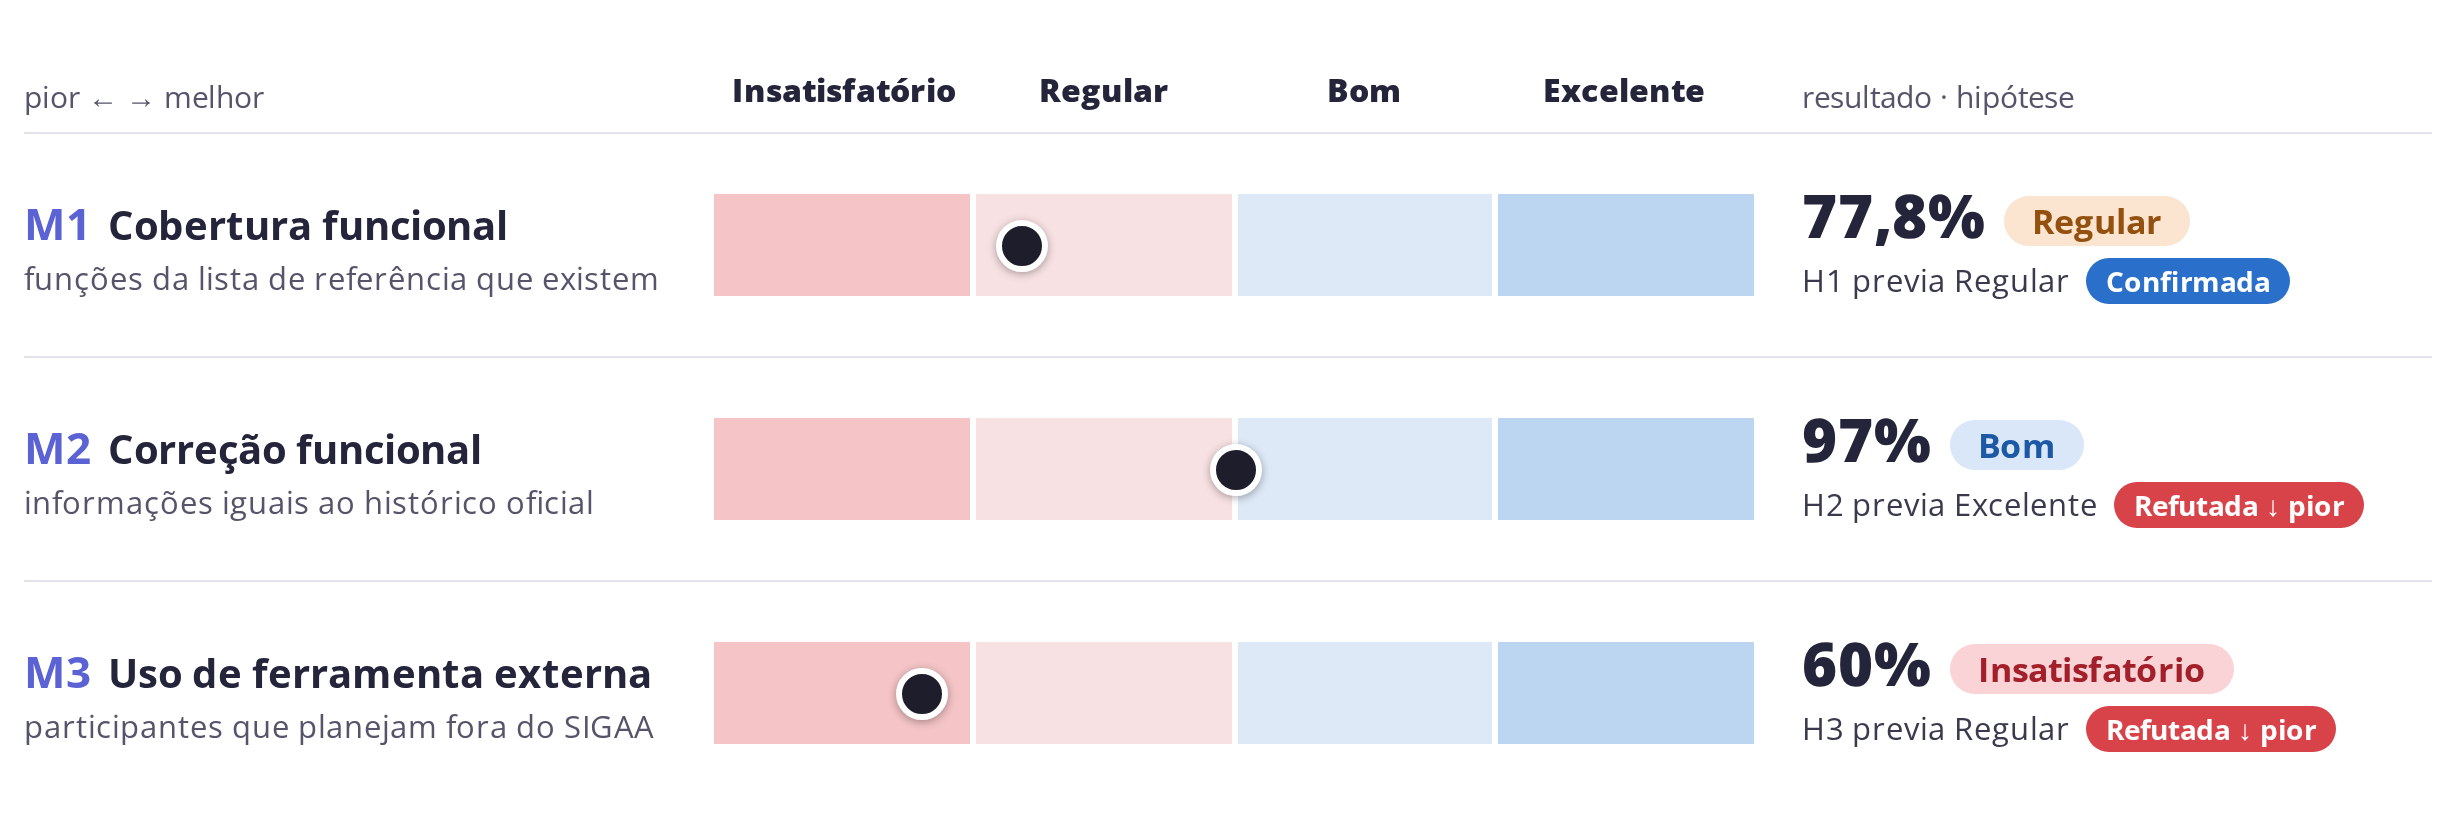 pior ← → melhor
Insatisfatório
Regular
Bom
Excelente
resultado · hipótese
M1 Cobertura funcional
funções da lista de referência que existem
77,8% Regular
H1 previa Regular Confirmada
M2 Correção funcional
informações iguais ao histórico oficial
97% Bom
H2 previa Excelente Refutada ↓ pior
M3 Uso de ferramenta externa
participantes que planejam fora do SIGAA
60% Insatisfatório
H3 previa Regular Refutada ↓ pior